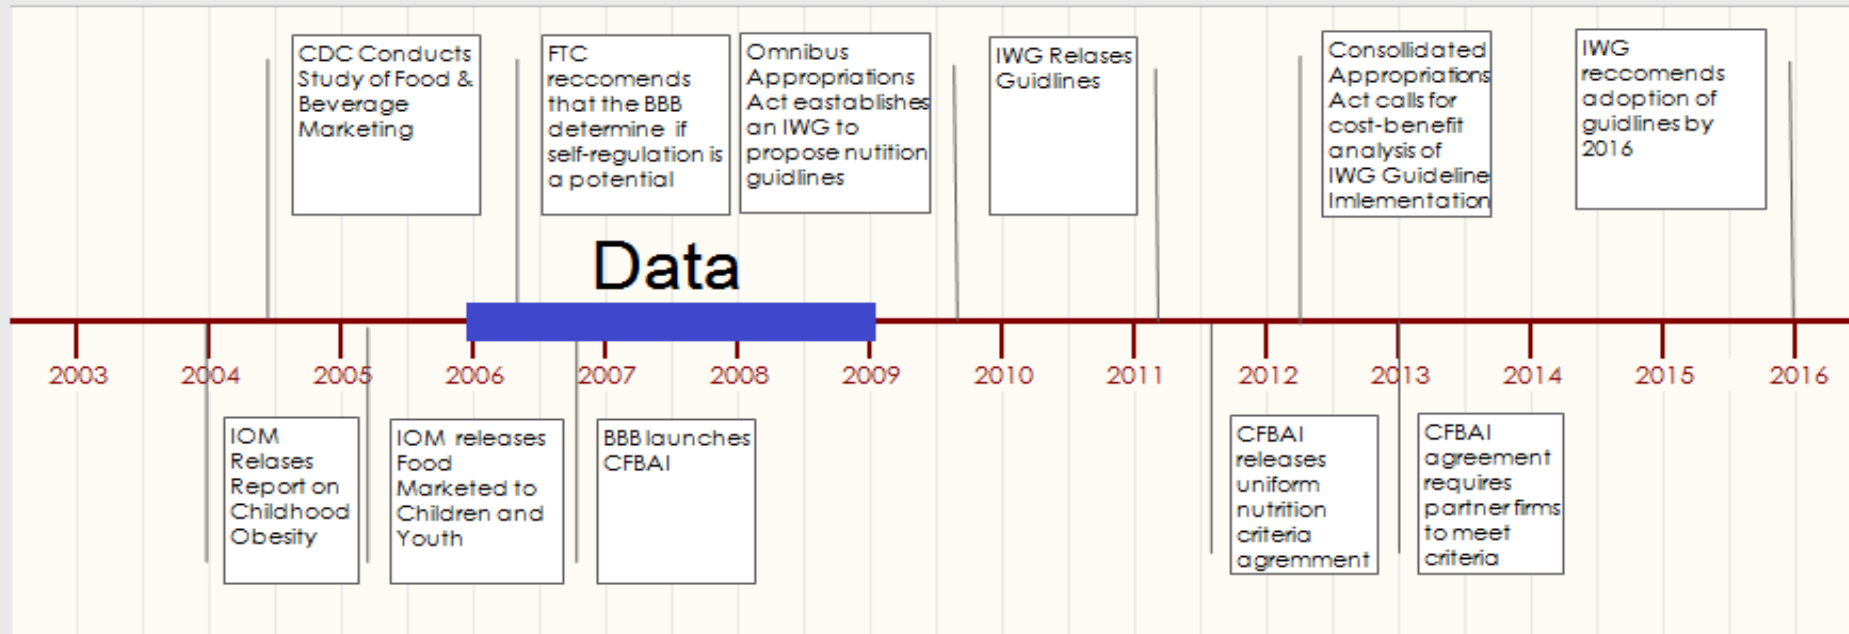 CDC Conducts
Study of Food &
Beverage
Marketing
FTC
reccomends
that the BBB
determine if
self-regulation is
a potential
Omnibus
Appropriations
Act eastablishes
an IWG to
propose nutition
guidlines
IWG Relases
Guidlines
Consollidated
Appropriations
Act calls for
cost-benefit
analysis of
IWG Guideline
Imlementation
IWG
reccomends
adoption of
guidlines by
2016
Data
2003 2004 2005 2006 2007 2008 2009 2010 2011 2012 2013 2014 2015 2016
IOM
Relases
Report on
Childhood
Obesity
IOM releases
Food
Marketed to
Children and
Youth
BBB launches
CFBAI
CFBAI
releases
uniform
nutrition
criteria
agremment
CFBAI
agreement
requires
partner firms
to meet
criteria